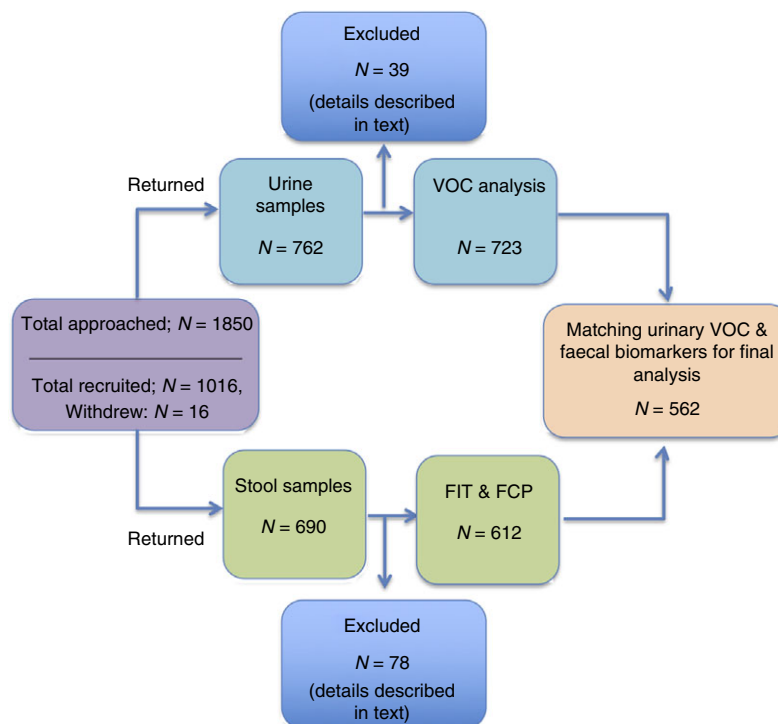 Excluded
N = 39
(details described
in text)
Returned
Urine
samples
N = 762
VOC analysis
N = 723
Total approached; N = 1850
Total recruited; N = 1016,
Withdrew: N = 16
Matching urinary VOC &
faecal biomarkers for final
analysis
N = 562
Returned
Stool samples
N = 690
FIT & FCP
N = 612
Excluded
N = 78
(details described
in text)